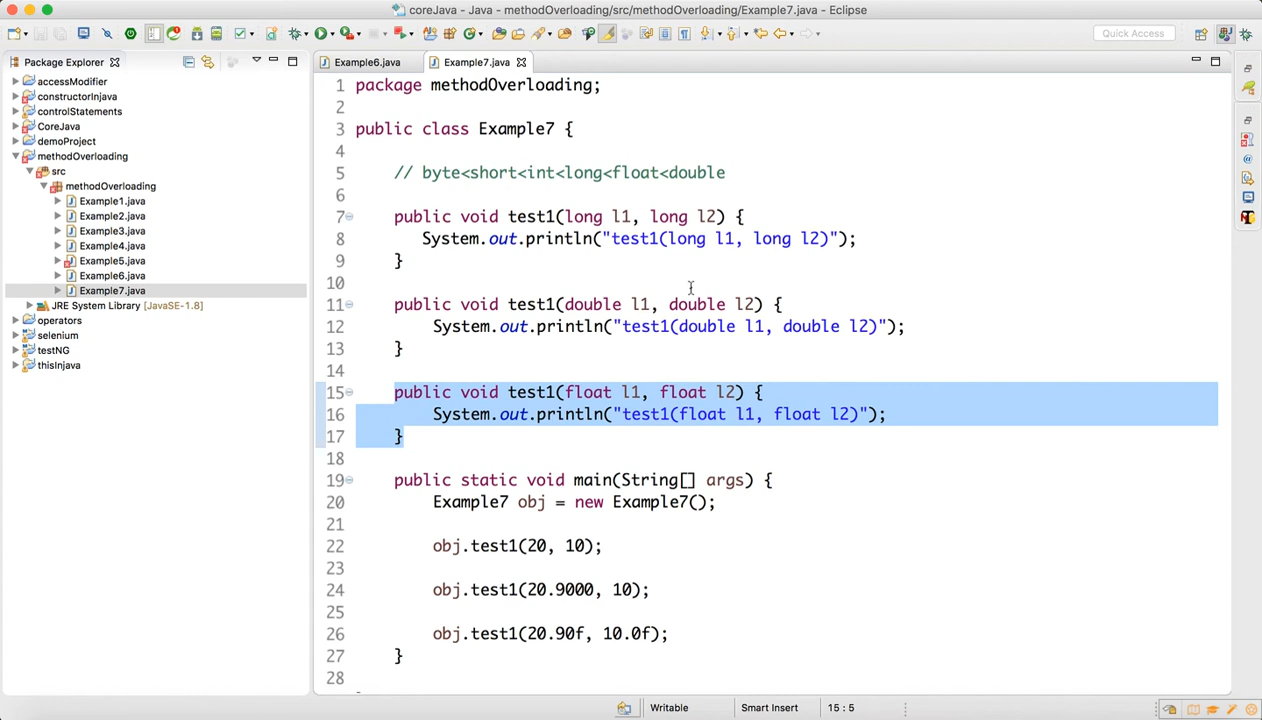 coreJava - Java - methodOverloading/src/methodOverloading/Example7.java - Eclipse
Quick Access
Package Explorer
accessModifier
constructorInjava
controlStatements
CoreJava
demoProject
methodOverloading
src
methodOverloading
Example1.java
Example2.java
Example3.java
Example4.java
Example5.java
Example6.java
Example7.java
JRE System Library [JavaSE-1.8]
operators
selenium
testNG
thisInjava
Example6.java
Example7.java
1 package methodOverloading;
2
3 public class Example7 {
4
5 // byte<short<int<long<float<double
6
7 public void test1(long l1, long l2) {
8 System.out.println("test1(long l1, long l2)");
9 }
10
11 public void test1(double l1, double l2) {
12 System.out.println("test1(double l1, double l2)");
13 }
14
15 public void test1(float l1, float l2) {
16 System.out.println("test1(float l1, float l2)");
17 }
18
19 public static void main(String[] args) {
20 Example7 obj = new Example7();
21
22 obj.test1(20, 10);
23
24 obj.test1(20.9000, 10);
25
26 obj.test1(20.90f, 10.0f);
27 }
28
Writable
Smart Insert
15 : 5